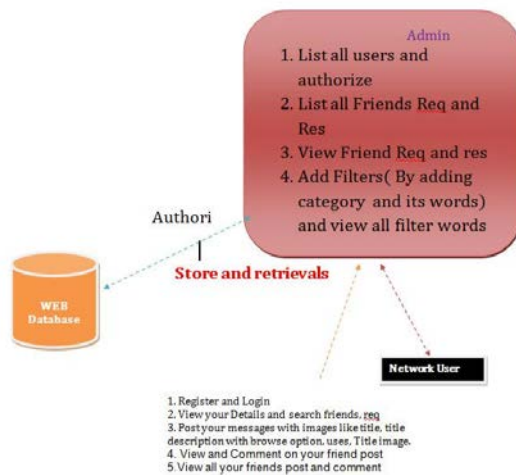 Admin
1. List all users and
authorize
2. List all Friends Req and
Res
3. View Friend Req and res
4. Add Filters( By adding
category and its words)
and view all filter words
Authori
Store and retrievals
WEB
Database
Network User
1. Register and Login
2. View your Details and search friends, req
3. Post your messages with images like title, title
description with browse option, uses, Title image.
4. View and Comment on your friend post
5.View all your friends post and comment